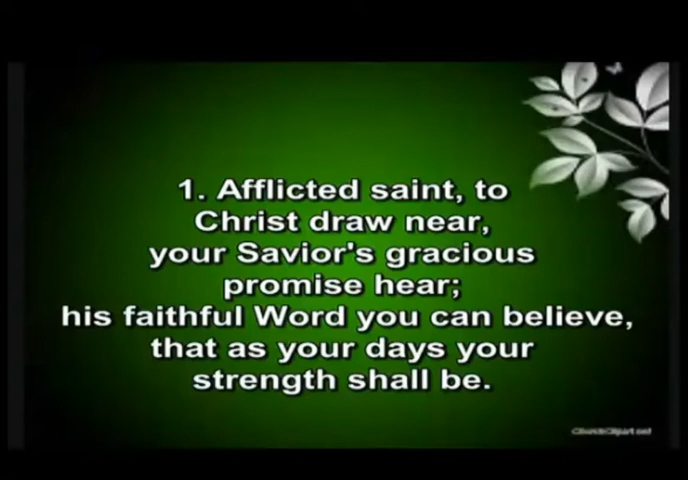 1. Afflicted saint, to
Christ draw near,
your Savior's gracious
promise hear;
his faithful Word you can believe,
that as your days your
strength shall be.